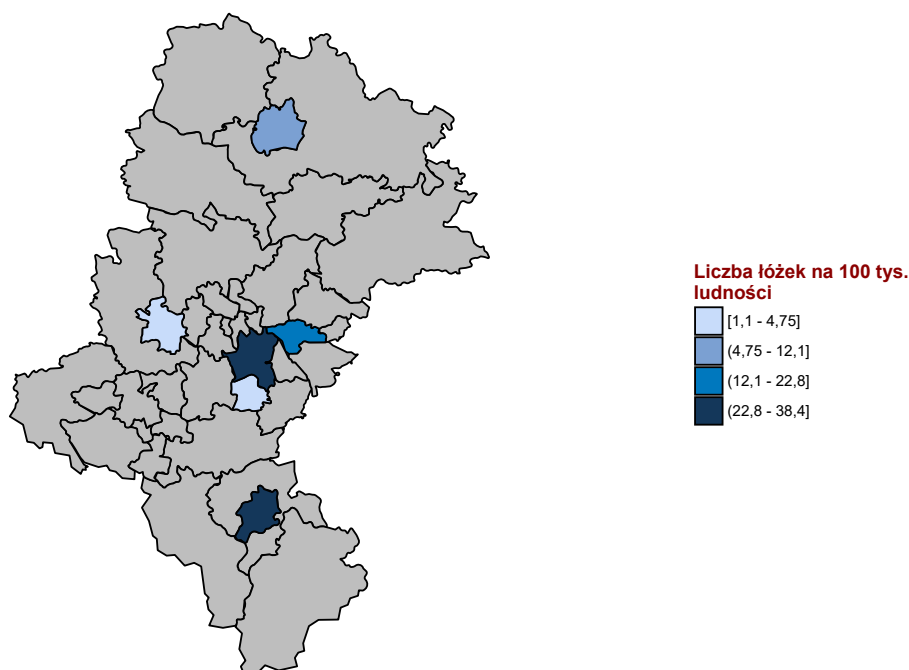 Liczba łóżek na 100 tys.
ludności
[1,1 - 4,75]
(4,75 - 12,1]
(12,1 - 22,8]
(22,8 - 38,4]